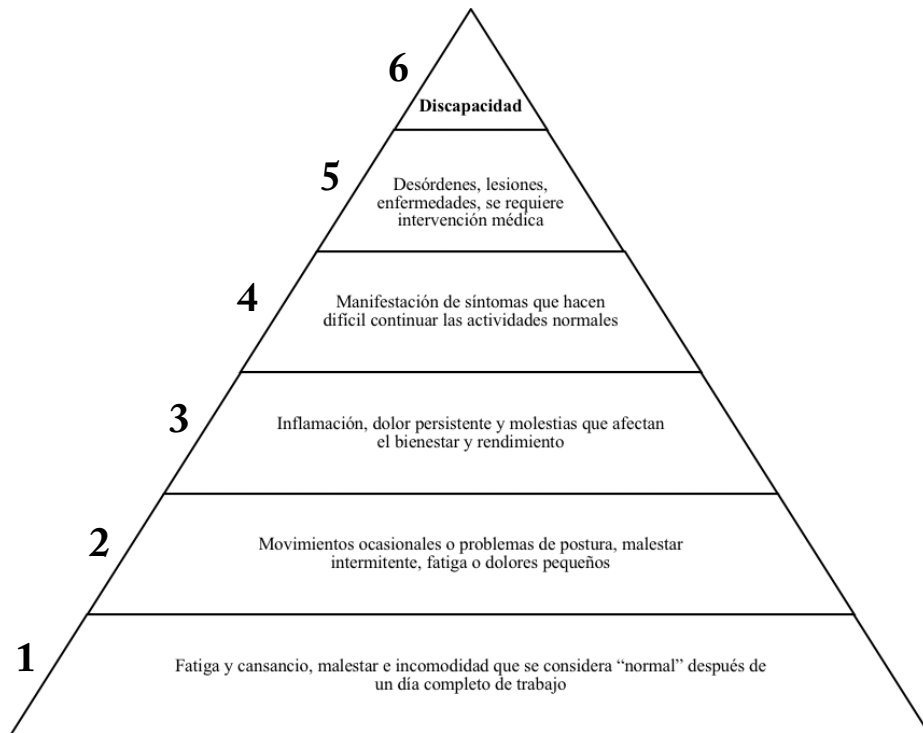 6
Discapacidad
5
Desórdenes, lesiones,
enfermedades, se requiere
intervención médica
4
Manifestación de síntomas que hacen
difícil continuar las actividades normales
3
Inflamación, dolor persistente y molestias que afectan
el bienestar y rendimiento
2
Movimientos ocasionales o problemas de postura, malestar
intermitente, fatiga o dolores pequeños
1
Fatiga y cansancio, malestar e incomodidad que se considera “normal” después de
un día completo de trabajo